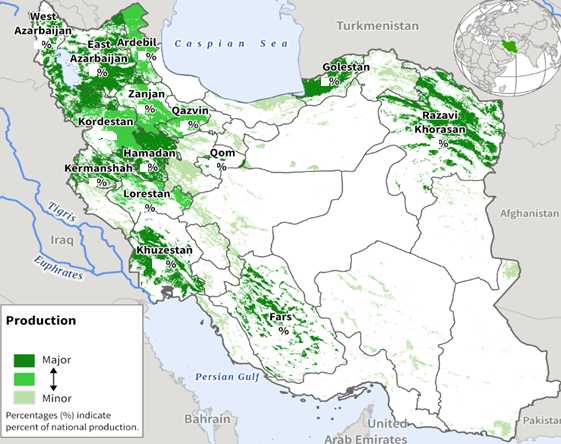 West
Azarbaijan
%
East
Azarbaijan
%
Ardebil
%
Caspian Sea
Turkmenistan
Golestan
%
Zanjan
%
Qazvin
%
Razavi
Khorasan
%
Kordestan
Hamadan
%
Qom
%
Kermanshah
%
Lorestan
%
Tigris
Iraq
Euphrates
Afghanistan
Khuzestan
%
Fars
%
Production
Major
Minor
Percentages (%) indicate
percent of national production.
Persian Gulf
Bahrain
United
Arab Emirates
Pakistan